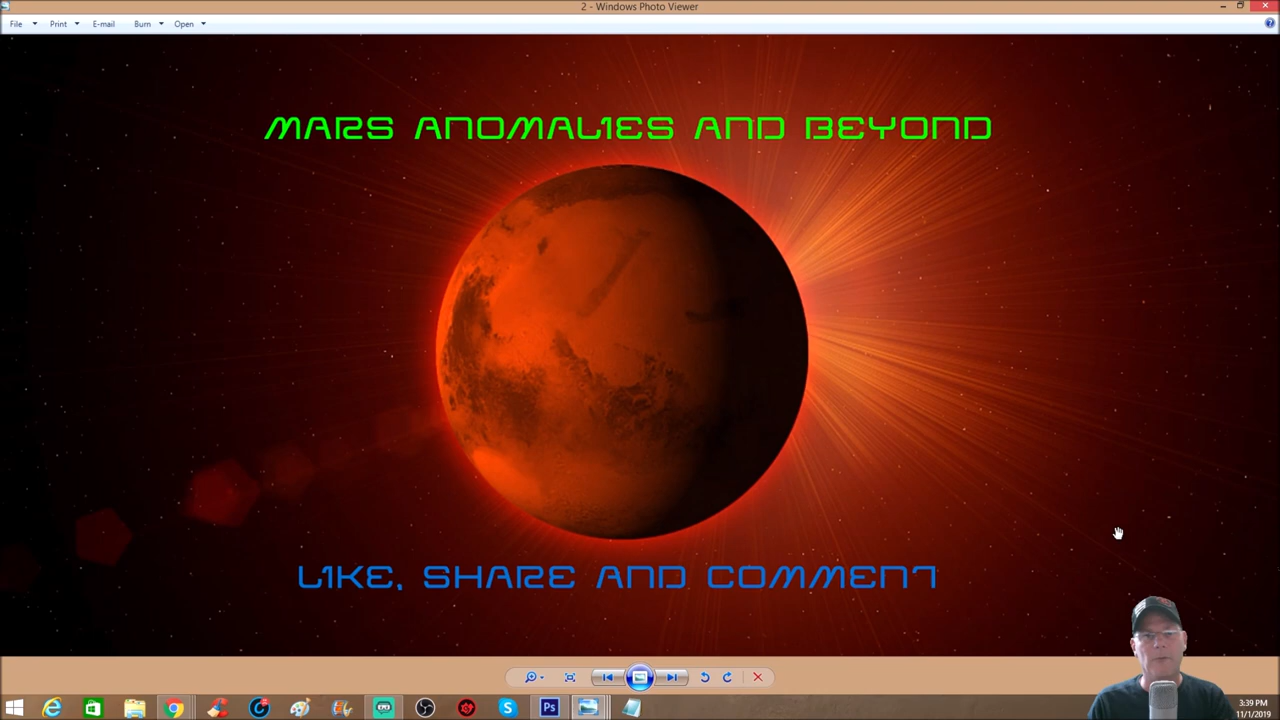 2 - Windows Photo Viewer
File Print E-mail Burn Open
MARS ANOMALIES AND BEYOND
LIKE, SHARE AND COMMENT
Ps
3:39 PM
11/1/2019